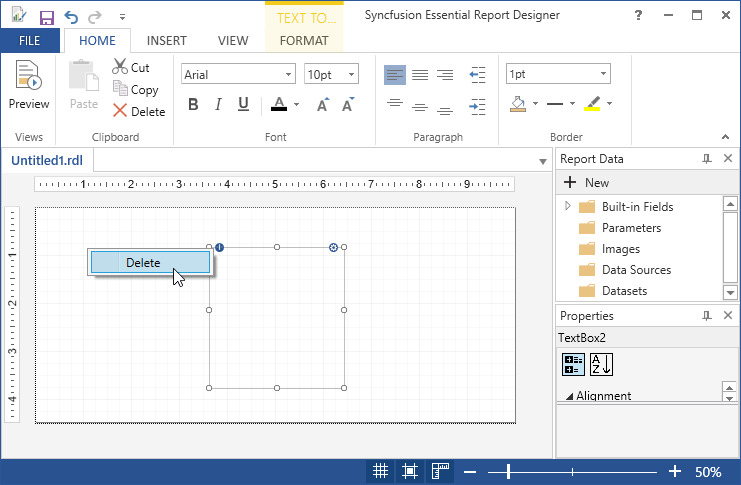 TEXT TO...
Syncfusion Essential Report Designer
?
FILE
HOME
INSERT
VIEW
FORMAT
Preview
Views
Paste
Cut
Copy
Delete
Clipboard
Arial
10pt
B I U A A A
Font
Paragraph
1pt
Border
Untitled1.rdl
1 2 3 4 5 6 7 8 9
1
2
3
4
Delete
Report Data
New
Built-in Fields
Parameters
Images
Data Sources
Datasets
Properties
TextBox2
A
Z
Alignment
50%